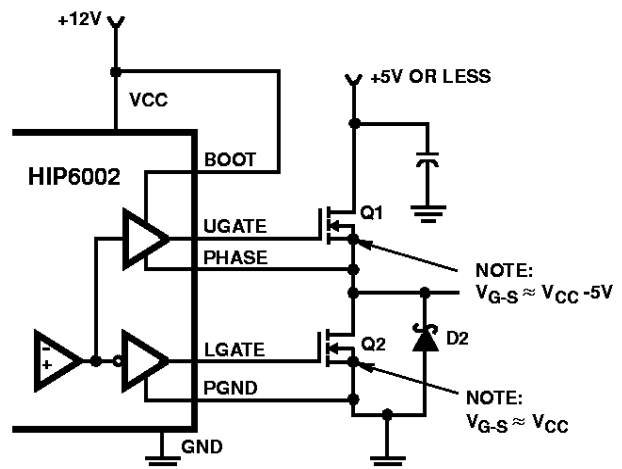 +12V
+5V OR LESS
VCC
BOOT
HIP6002
UGATE
Q1
PHASE
NOTE:
VG-S ≈ VCC -5V
-
+
LGATE
Q2
D2
PGND
NOTE:
VG-S ≈ VCC
GND